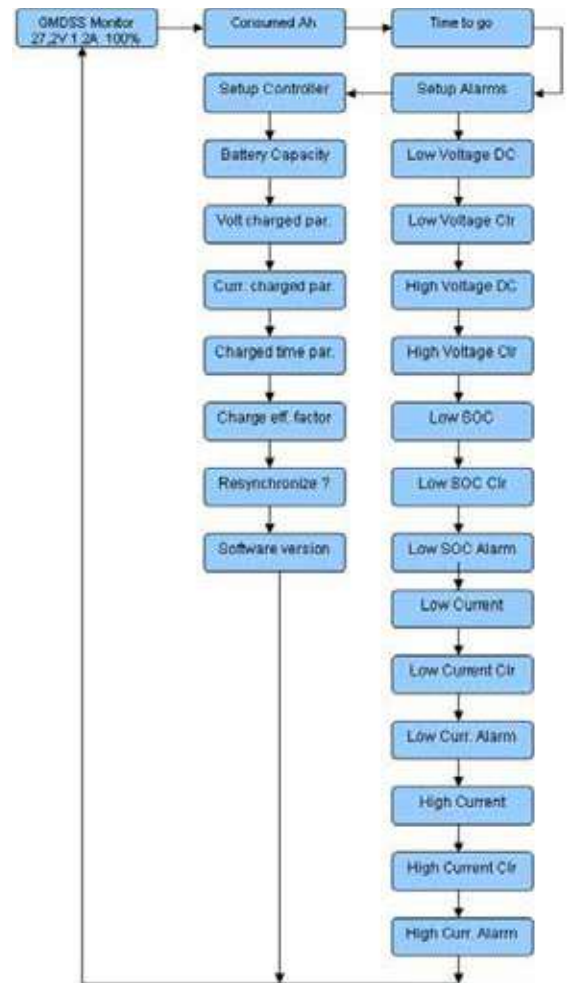 GMDSS Monitor
27,2V 1,2A 100%
Consumed Ah
Time to go
Setup Controller
Setup Alarms
Battery Capacity
Low Voltage DC
Volt charged par.
Low Voltage Clr
Curr. charged par.
High Voltage DC
Charged time par.
High Voltage Clr
Charge eff. factor
Low SOC
Resynchronize ?
Low SOC Clr
Software version
Low SOC Alarm
Low Current
Low Current Clr
Low Curr. Alarm
High Current
High Current Clr
High Curr. Alarm